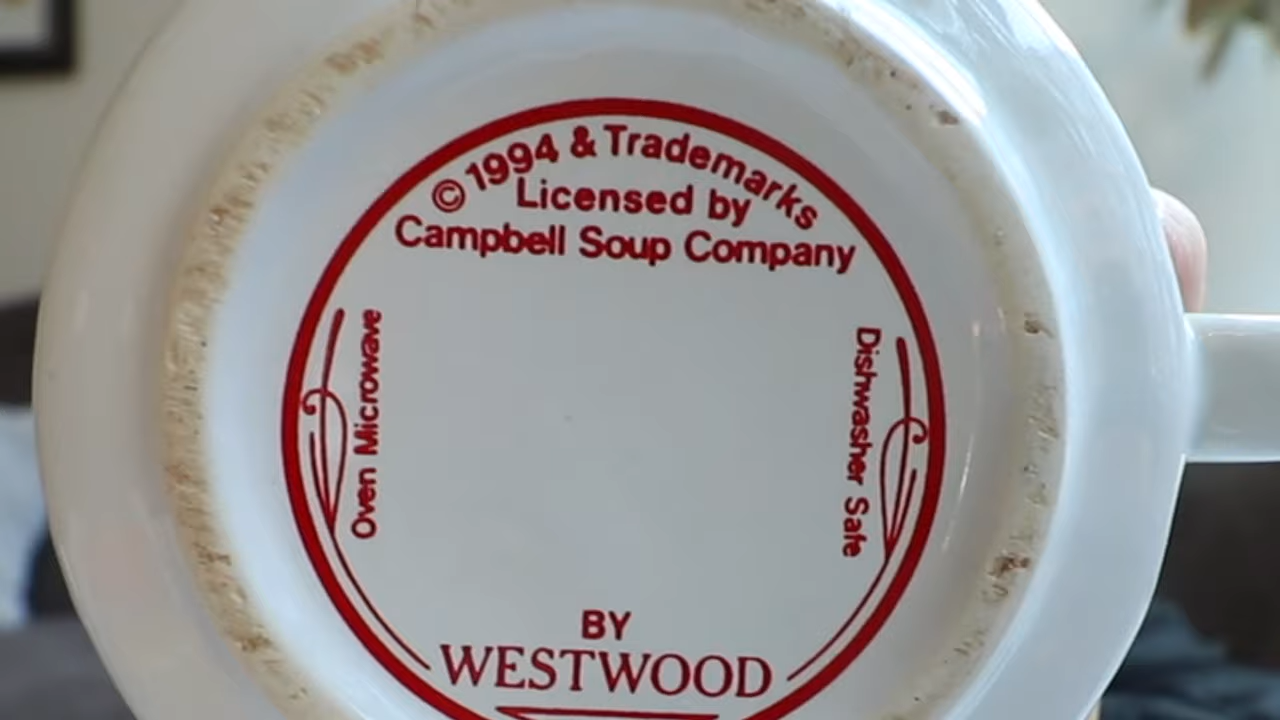 © 1994 & Trademarks
Licensed by
Campbell Soup Company
Oven Microwave
Dishwasher Safe
BY
WESTWOOD